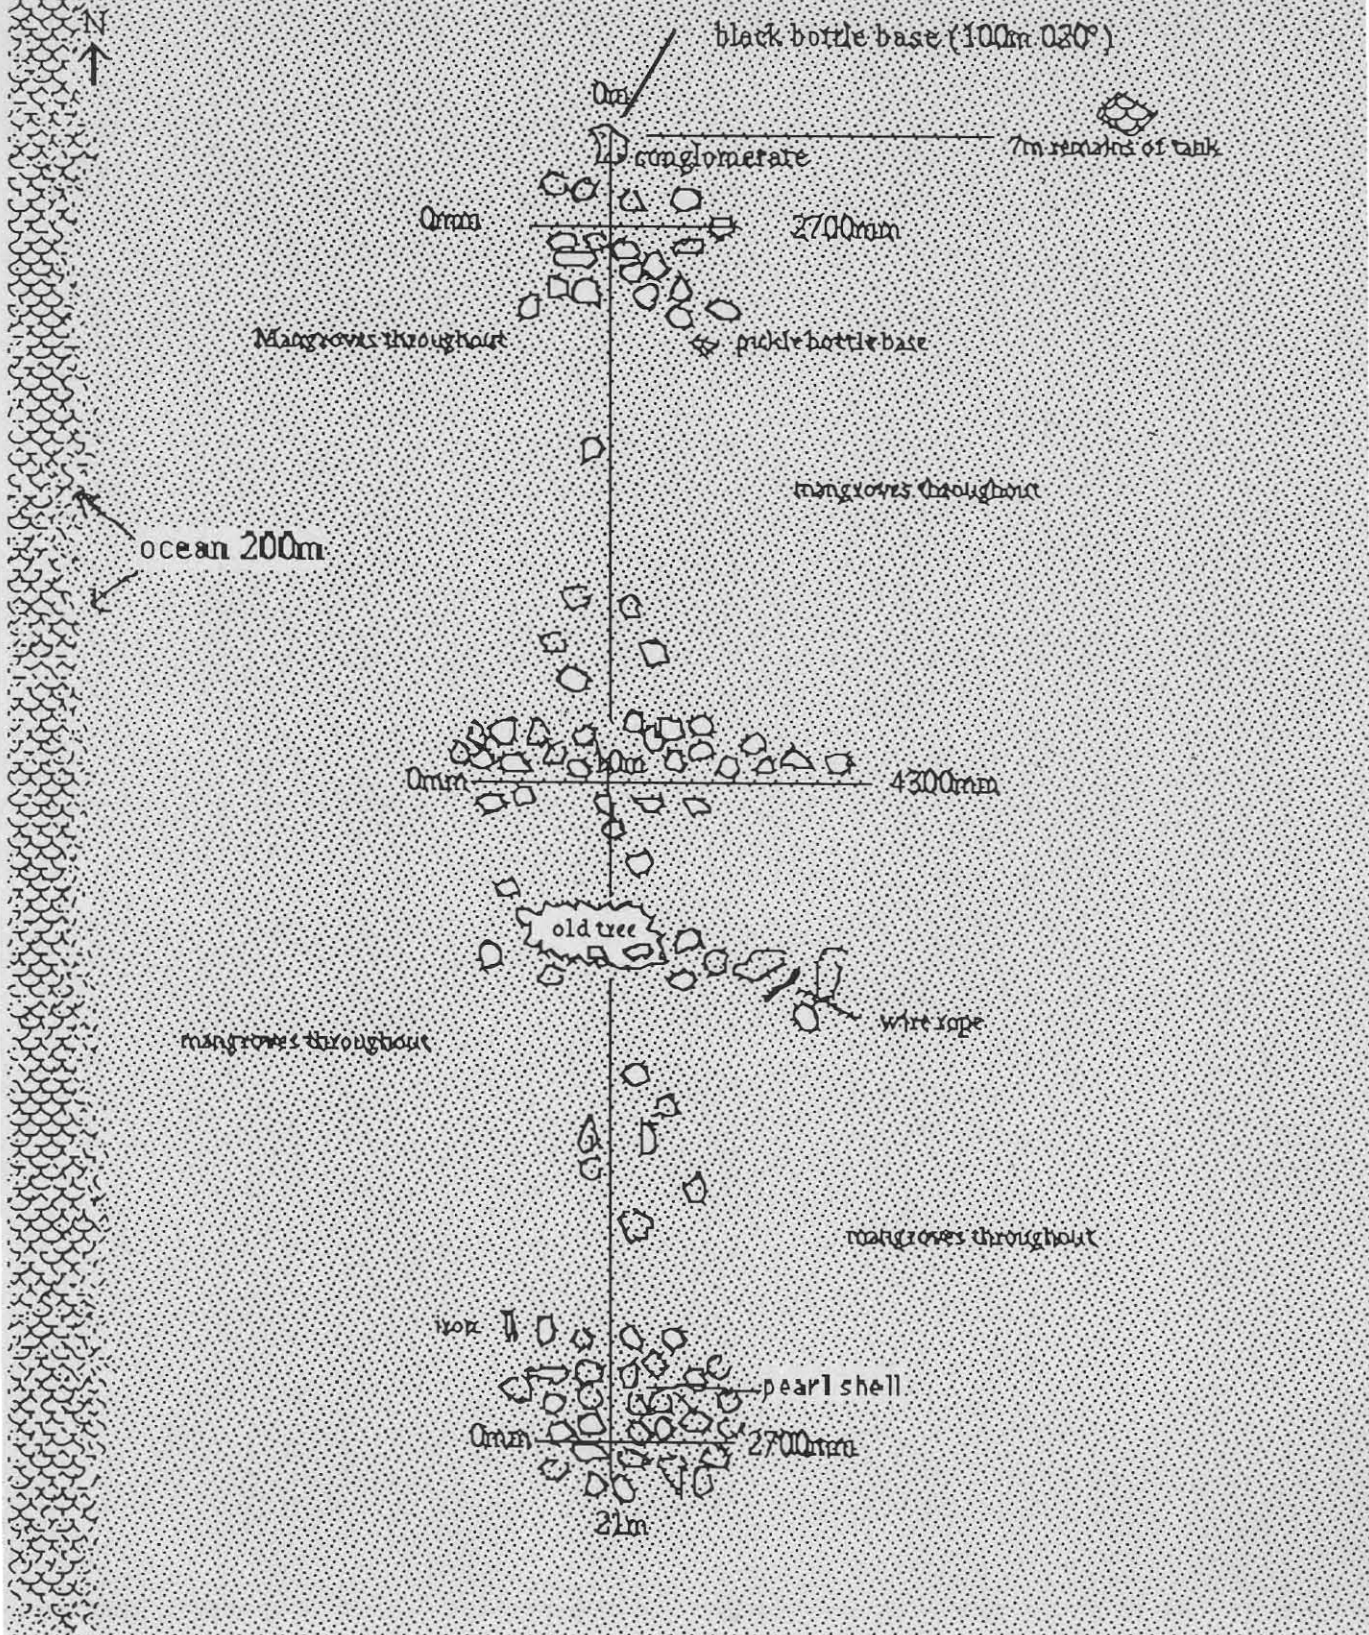 N
black bottle base (100m 020°)
0m
7m remains of tank
conglomerate
0mm
2700mm
Mangroves throughout
pickle bottle base
mangroves throughout
ocean 200m
10m
0mm
4300mm
old tree
wire rope
mangroves throughout
mangroves throughout
iron
pearl shell
0mm
2700mm
21m